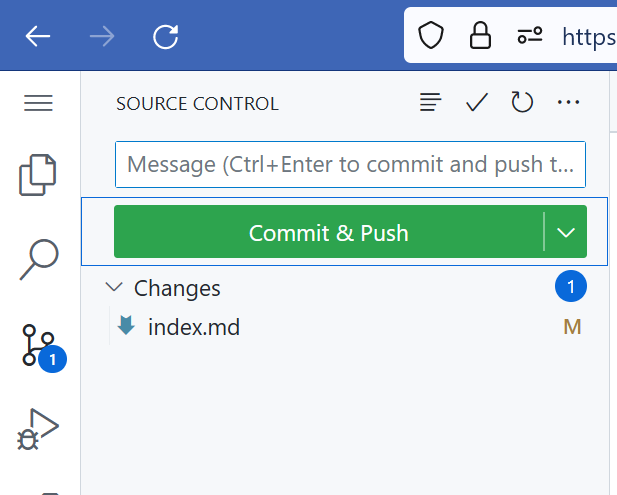 https
SOURCE CONTROL
Message (Ctrl+Enter to commit and push t...
Commit & Push
Changes 1
index.md M
1